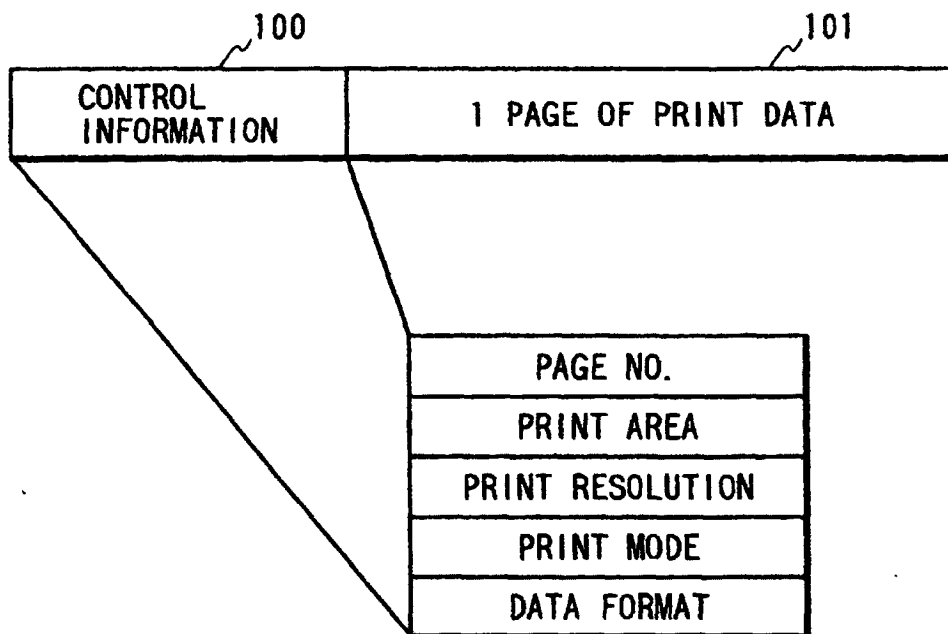 100
101
CONTROL
INFORMATION
1 PAGE OF PRINT DATA
PAGE NO.
PRINT AREA
PRINT RESOLUTION
PRINT MODE
DATA FORMAT